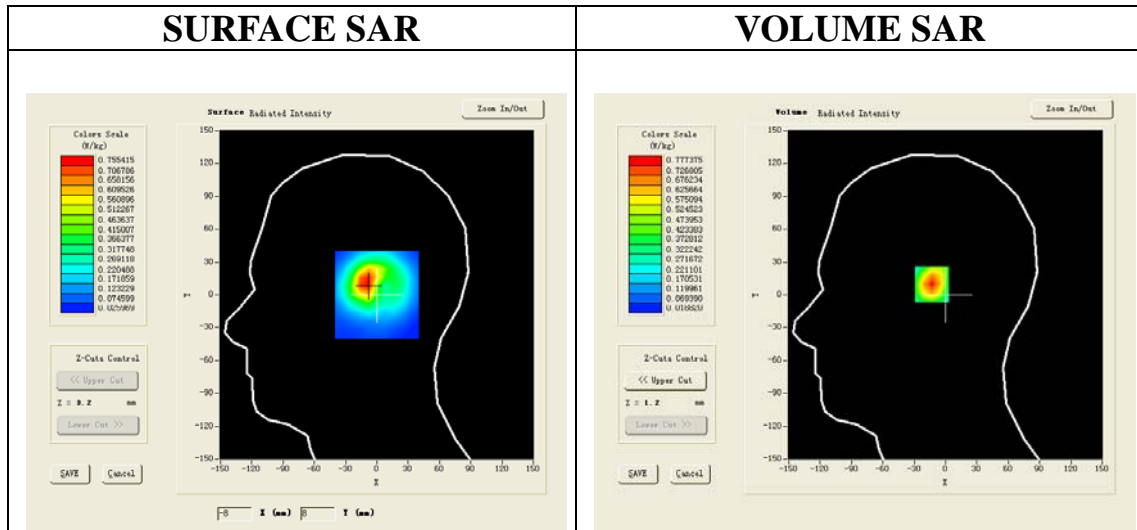 SURFACE SAR
VOLUME SAR
Surface Radiated Intensity
Zoom In/Out
Colors Scale
(W/kg)
0.755415
0.706786
0.658156
0.609526
0.560896
0.512267
0.463637
0.415007
0.366377
0.317748
0.269118
0.220488
0.171859
0.123229
0.074599
0.025969
Z-Cuts Control
<< Upper Cut
Z = 0.2 mm
Lower Cut >>
SAVE
Cancel
150
120
90
60
30
0
-30
-60
-90
-120
-150
Y
-150 -120 -90 -60 -30 0 30 60 90 120 150
X
-8 X (mm) 8 Y (mm)
Volume Radiated Intensity
Zoom In/Out
Colors Scale
(W/kg)
0.777375
0.726805
0.676234
0.625664
0.575094
0.524523
0.473953
0.423383
0.372812
0.322242
0.271672
0.221101
0.170531
0.119961
0.069390
0.018820
Z-Cuts Control
<< Upper Cut
Z = 1.2 mm
Lower Cut >>
SAVE
Cancel
150
120
90
60
30
0
-30
-60
-90
-120
-150
Y
-150 -120 -90 -60 -30 0 30 60 90 120 150
X